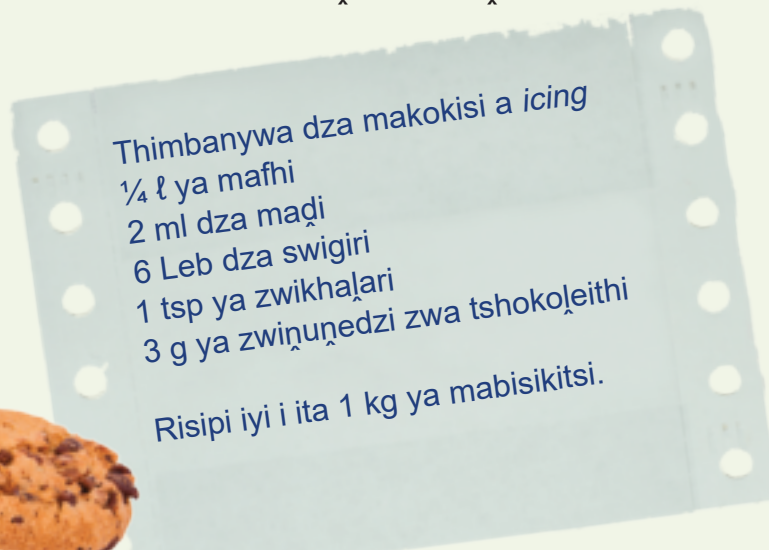 Thimbanywa dza makokisi a icing
¼ ℓ ya mafhi
2 ml dza maḓi
6 Leb dza swigiri
1 tsp ya zwikhaḽari
3 g ya zwiṋuṋedzi zwa tshokoḽeithi
Risipi iyi i ita 1 kg ya mabisikitsi.